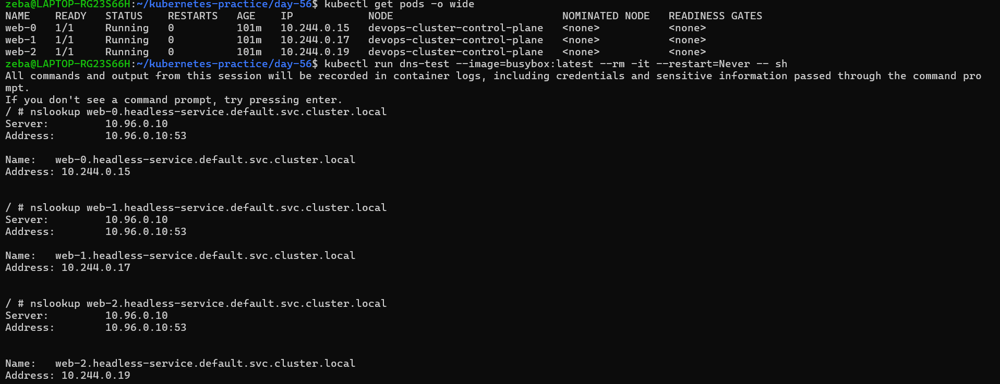 zeba@LAPTOP-RG23S66H:~/kubernetes-practice/day-56$ kubectl get pods -o wide
NAME    READY   STATUS    RESTARTS   AGE    IP            NODE                           NOMINATED NODE   READINESS GATES
web-0   1/1     Running   0          101m   10.244.0.15   devops-cluster-control-plane   <none>           <none>
web-1   1/1     Running   0          101m   10.244.0.17   devops-cluster-control-plane   <none>           <none>
web-2   1/1     Running   0          101m   10.244.0.19   devops-cluster-control-plane   <none>           <none>
zeba@LAPTOP-RG23S66H:~/kubernetes-practice/day-56$ kubectl run dns-test --image=busybox:latest --rm -it --restart=Never -- sh
All commands and output from this session will be recorded in container logs, including credentials and sensitive information passed through the command pro
mpt.
If you don't see a command prompt, try pressing enter.
/ # nslookup web-0.headless-service.default.svc.cluster.local
Server:         10.96.0.10
Address:        10.96.0.10:53

Name:   web-0.headless-service.default.svc.cluster.local
Address: 10.244.0.15

/ # nslookup web-1.headless-service.default.svc.cluster.local
Server:         10.96.0.10
Address:        10.96.0.10:53

Name:   web-1.headless-service.default.svc.cluster.local
Address: 10.244.0.17

/ # nslookup web-2.headless-service.default.svc.cluster.local
Server:         10.96.0.10
Address:        10.96.0.10:53

Name:   web-2.headless-service.default.svc.cluster.local
Address: 10.244.0.19